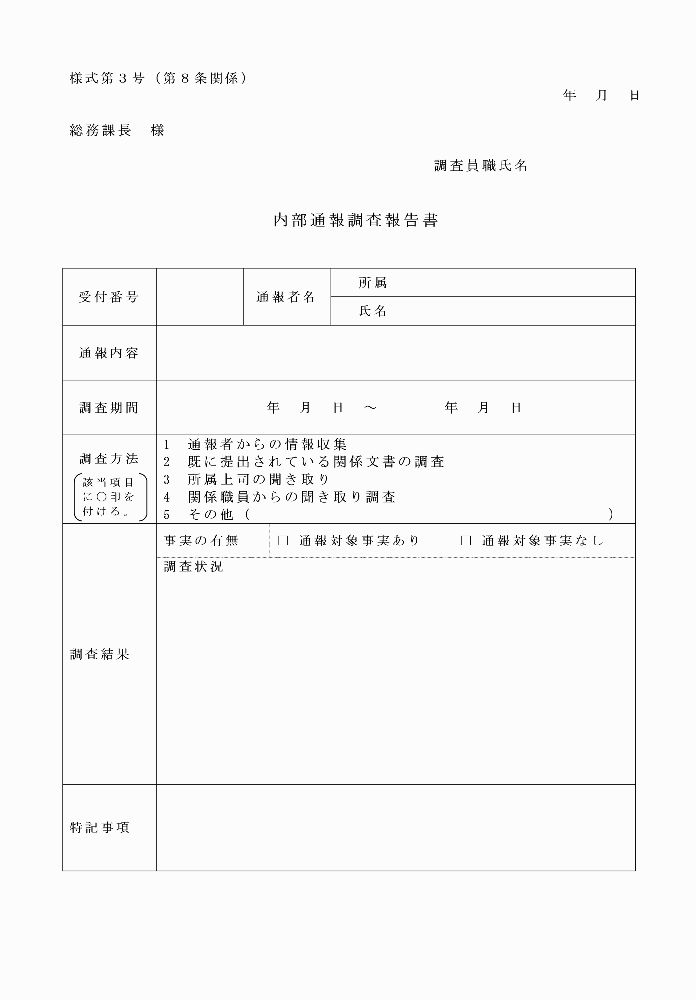 様式第3号（第8条関係）
年　月　日
総務課長　様
調査員職氏名
内部通報調査報告書
受付番号
通報者名
所属
氏名
通報内容
調査期間
年　月　日　～　　　　年　月　日
調査方法
該当項目
に○印を
付ける。
1　通報者からの情報収集
2　既に提出されている関係文書の調査
3　所属上司の聞き取り
4　関係職員からの聞き取り調査
5　その他（　　　　　　　　　　　　　　　　　　　　　　）
調査結果
事実の有無
□ 通報対象事実あり　　□ 通報対象事実なし
調査状況
特記事項